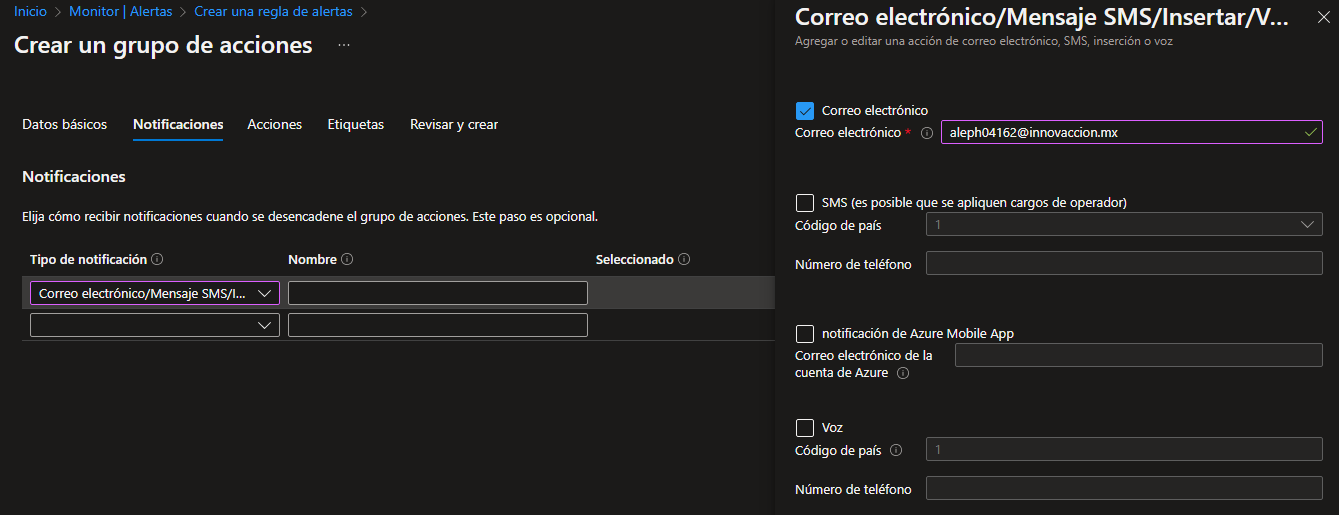 Inicio > Monitor | Alertas > Crear una regla de alertas >
Crear un grupo de acciones ...
Datos básicos Notificaciones Acciones Etiquetas Revisar y crear
Notificaciones
Elija cómo recibir notificaciones cuando se desencadene el grupo de acciones. Este paso es opcional.
Tipo de notificación Nombre Seleccionado
Correo electrónico/Mensaje SMS/I...
Correo electrónico/Mensaje SMS/Insertar/V...
Agregar o editar una acción de correo electrónico, SMS, inserción o voz
Correo electrónico
Correo electrónico * aleph04162@innovaccion.mx
SMS (es posible que se apliquen cargos de operador)
Código de país 1
Número de teléfono
notificación de Azure Mobile App
Correo electrónico de la
cuenta de Azure
Voz
Código de país 1
Número de teléfono